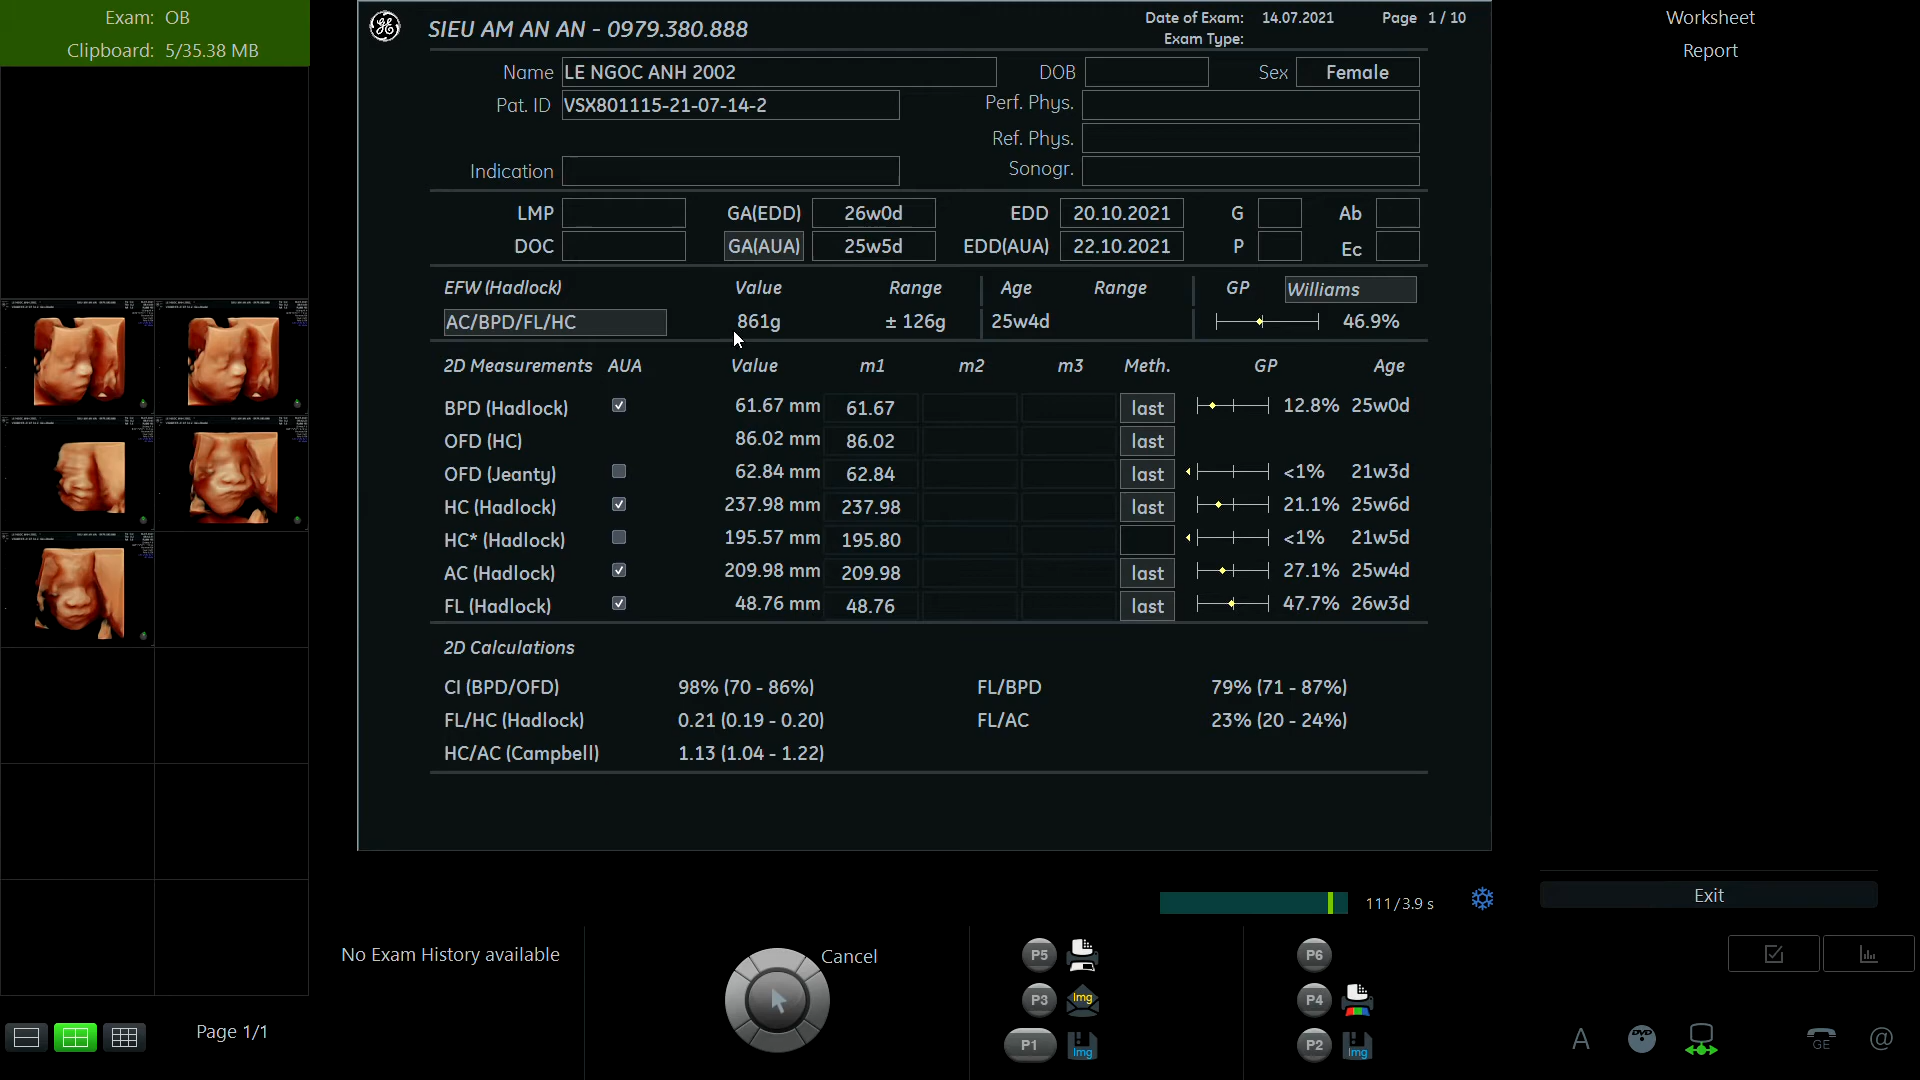 Exam: OB
Clipboard: 5/35.38 MB
SIEU AM AN AN - 0979.380.888
Date of Exam: 14.07.2021 Page 1 / 10
Exam Type:
Worksheet
Report
Name LE NGOC ANH 2002 DOB Sex Female
Pat. ID VSX801115-21-07-14-2 Perf. Phys.
Ref. Phys.
Indication Sonogr.
LMP GA(EDD) 26w0d EDD 20.10.2021 G Ab
DOC GA(AUA) 25w5d EDD(AUA) 22.10.2021 P Ec
EFW (Hadlock) Value Range Age Range GP Williams
AC/BPD/FL/HC 861g ± 126g 25w4d 46.9%
2D Measurements AUA Value m1 m2 m3 Meth. GP Age
BPD (Hadlock) 61.67 mm 61.67 last 12.8% 25w0d
OFD (HC) 86.02 mm 86.02 last
OFD (Jeanty) 62.84 mm 62.84 last <1% 21w3d
HC (Hadlock) 237.98 mm 237.98 last 21.1% 25w6d
HC* (Hadlock) 195.57 mm 195.80 <1% 21w5d
AC (Hadlock) 209.98 mm 209.98 last 27.1% 25w4d
FL (Hadlock) 48.76 mm 48.76 last 47.7% 26w3d
2D Calculations
CI (BPD/OFD) 98% (70 - 86%) FL/BPD 79% (71 - 87%)
FL/HC (Hadlock) 0.21 (0.19 - 0.20) FL/AC 23% (20 - 24%)
HC/AC (Campbell) 1.13 (1.04 - 1.22)
111/3.9 s
Exit
No Exam History available
Cancel
P5 P6
P3 Img P4
P1 Img P2 Img
Page 1/1
A DVD GE @